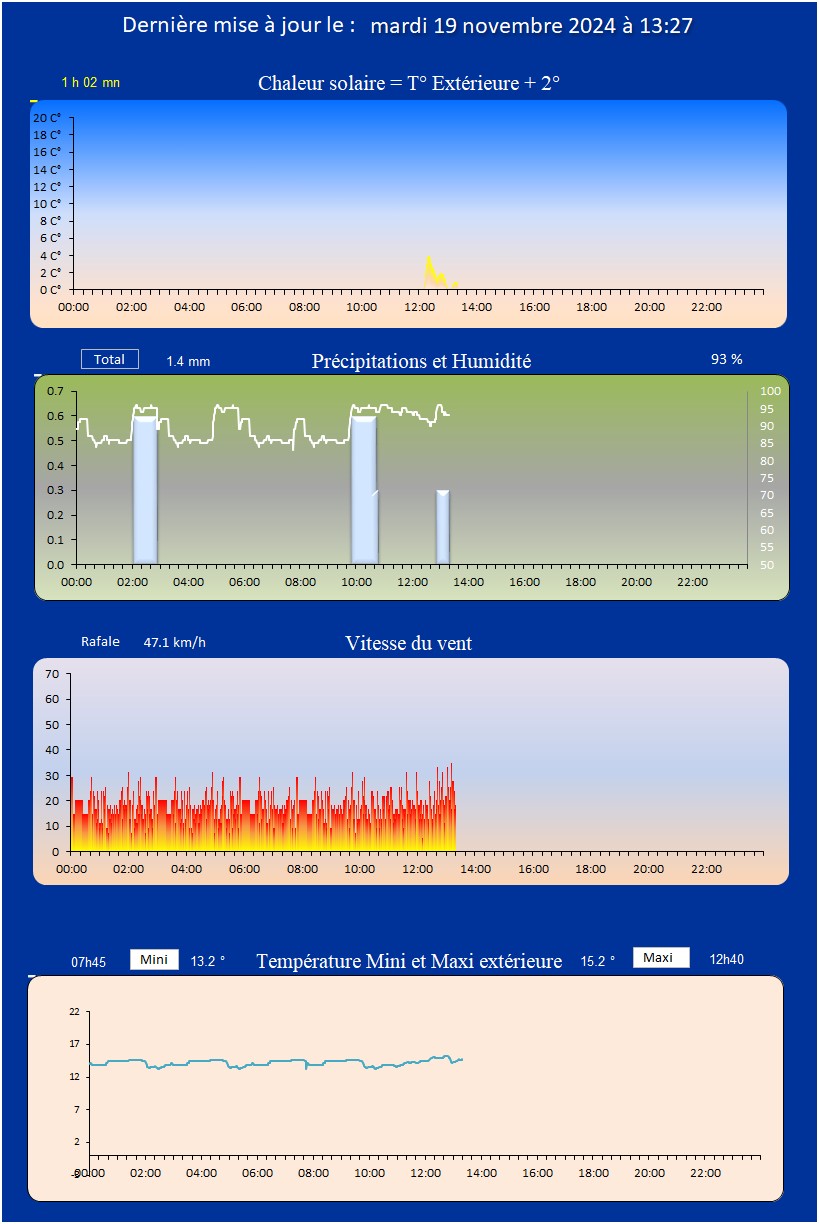 Dernière mise à jour le : mardi 19 novembre 2024 à 13:27
1 h 02 mn
Chaleur solaire = T° Extérieure + 2°
20 C°
18 C°
16 C°
14 C°
12 C°
10 C°
8 C°
6 C°
4 C°
2 C°
0 C°
00:00 02:00 04:00 06:00 08:00 10:00 12:00 14:00 16:00 18:00 20:00 22:00
Total 1.4 mm Précipitations et Humidité 93 %
0.7 100
0.6 95
0.5 90
0.4 85
0.3 80
0.2 75
0.1 70
0.0 65
60
55
50
00:00 02:00 04:00 06:00 08:00 10:00 12:00 14:00 16:00 18:00 20:00 22:00
Rafale 47.1 km/h Vitesse du vent
70
60
50
40
30
20
10
0
00:00 02:00 04:00 06:00 08:00 10:00 12:00 14:00 16:00 18:00 20:00 22:00
07h45 Mini 13.2 ° Température Mini et Maxi extérieure 15.2 ° Maxi 12h40
22
17
12
7
2
-3
00:00 02:00 04:00 06:00 08:00 10:00 12:00 14:00 16:00 18:00 20:00 22:00